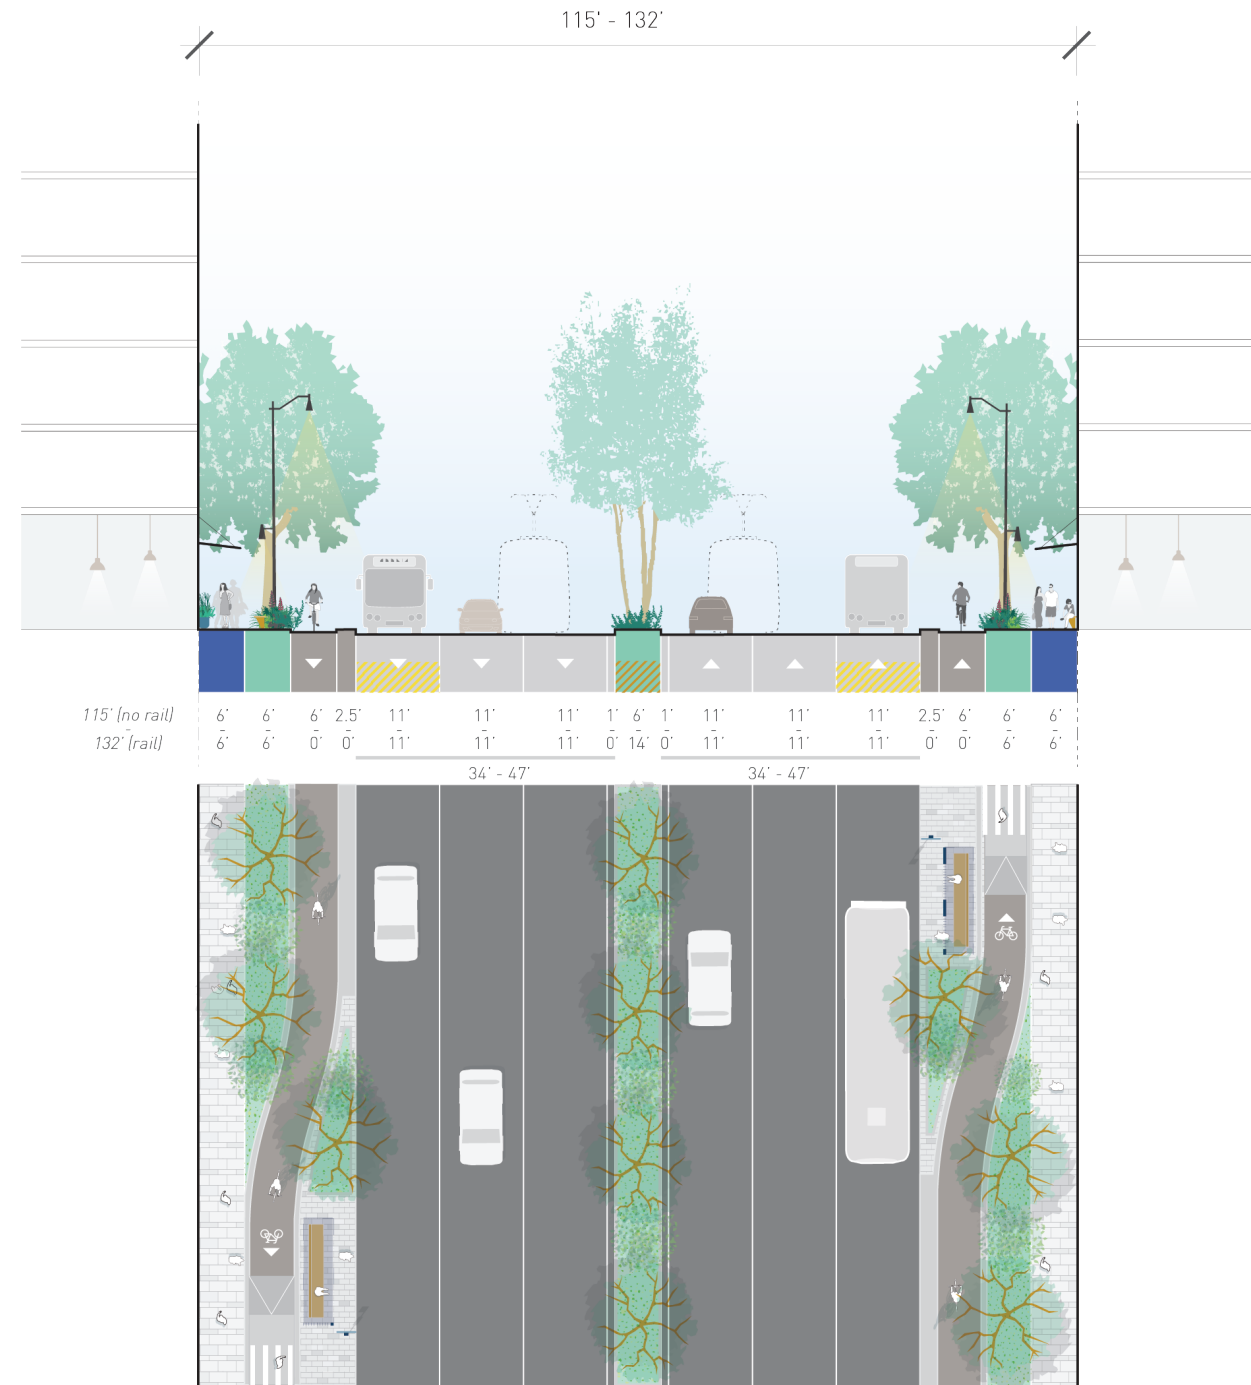 115' - 132'
115' (no rail) 6' 6' 6' 2.5' 11' 11' 11' 1' 6' 1' 11' 11' 11' 2.5' 6' 6' 6'
- - - - - - - - - - - - - - - - -
132' (rail) 6' 6' 0' 0' 11' 11' 11' 0' 14' 0' 11' 11' 11' 0' 0' 6' 6'
34' - 47' 34' - 47'